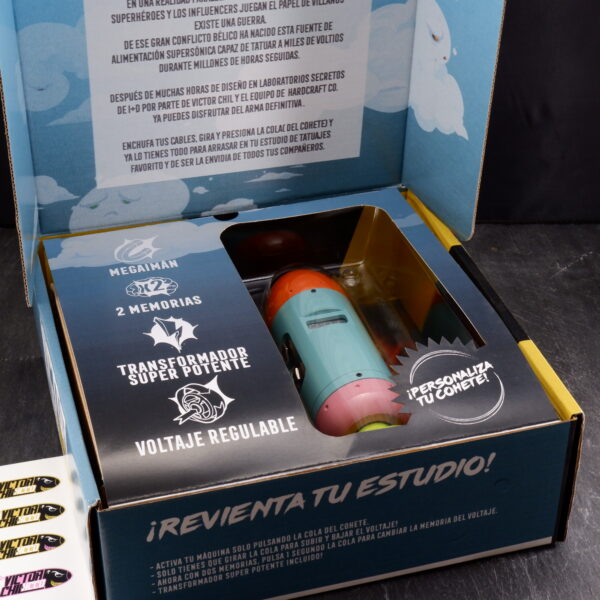 EN UNA REALIDAD
SUPERHÉROES Y LOS INFLUENCERS JUEGAN EL PAPEL DE VILLANOS
EXISTE UNA GUERRA.
DE ESE GRAN CONFLICTO BÉLICO HA NACIDO ESTA FUENTE DE
ALIMENTACIÓN SUPERSÓNICA CAPAZ DE TATUAR A MILES DE VOLTIOS
DURANTE MILLONES DE HORAS SEGUIDAS.
DESPUÉS DE MUCHAS HORAS DE DISEÑO EN LABORATORIOS SECRETOS
DE I+D POR PARTE DE VICTOR CHIL Y EL EQUIPO DE HARDCRAFT CO.
YA PUEDES DISFRUTAR DEL ARMA DEFINITIVA.
ENCHUFA TUS CABLES, GIRA Y PRESIONA LA COLA( DEL COHETE) Y
YA LO TIENES TODO PARA ARRASAR EN TU ESTUDIO DE TATUAJES
FAVORITO Y DE SER LA ENVIDIA DE TODOS TUS COMPAÑEROS.
MEGAIMÁN
X2
2 MEMORIAS
TRANSFORMADOR
SUPER POTENTE
VOLTAJE REGULABLE
¡PERSONALIZA
TU COHETE!
¡REVIENTA TU ESTUDIO!
- ACTIVA TU MÁQUINA SOLO PULSANDO LA COLA DEL COHETE.
- SOLO TIENES QUE GIRAR LA COLA PARA SUBIR Y BAJAR EL VOLTAJE!
- AHORA CON DOS MEMORIAS, PULSA 1 SEGUNDO LA COLA PARA CAMBIAR LA MEMORIA DEL VOLTAJE.
- TRANSFORMADOR SUPER POTENTE INCLUIDO!
VICTOR
CHIL
VICTOR
CHIL
VICTOR
CHIL
VICTOR
CHIL